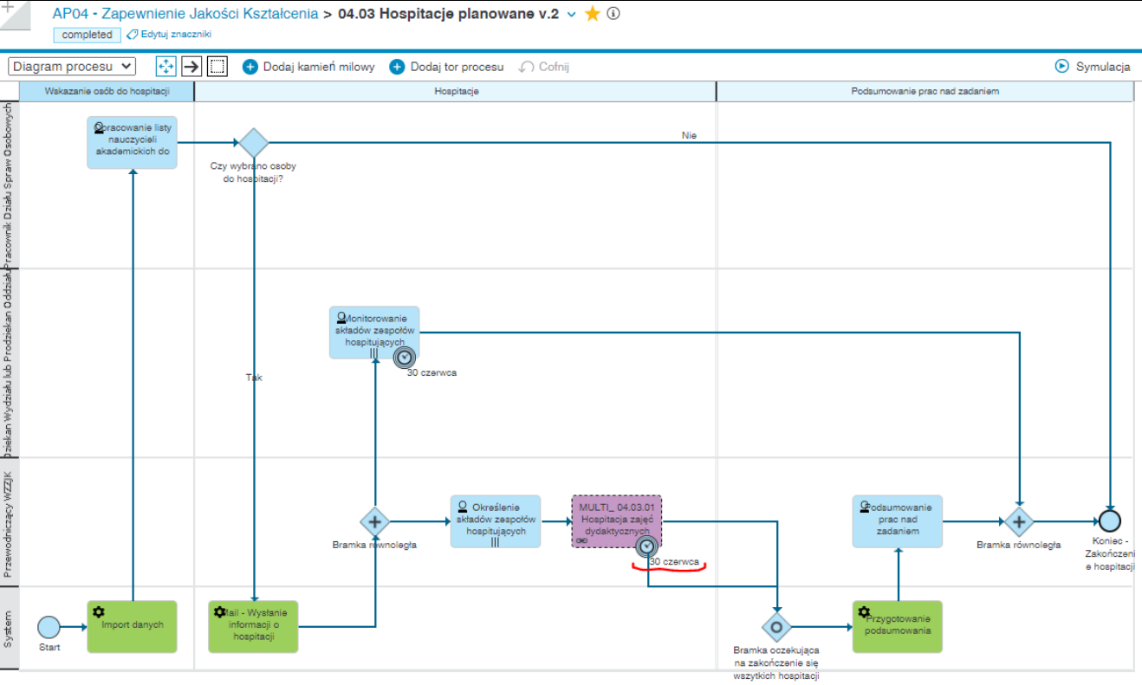 AP04 - Zapewnienie Jakości Kształcenia > 04.03 Hospitacje planowane v.2
completed
Edytuj znaczniki
Diagram procesu
Dodaj kamień milowy
Dodaj tor procesu
Cofnij
Symulacja
Wskazanie osób do hospitacji
Hospitacje
Podsumowanie prac nad zadaniem
Pracownik Działu Spraw Osobowych
Opracowanie listy
nauczycieli
akademickich do
Czy wybrano osoby
do hospitacji?
Nie
Tak
Dziekan Wydziału lub Prodziekan Oddziału
Monitorowanie
składów zespołów
hospitujących
30 czerwca
Przewodniczący WZZJK
Bramka równoległa
Określenie
składów zespołów
hospitujących
MULTI_ 04.03.01
Hospitacja zajęć
dydaktycznych
30 czerwca
Podsumowanie
prac nad
zadaniem
Bramka równoległa
Koniec -
Zakończeni
e hospitacji
System
Start
Import danych
Mail - Wysłanie
informacji o
hospitacji
Bramka oczekująca
na zakończenie się
wszytkich hospitacji
Przygotowanie
podsumowania